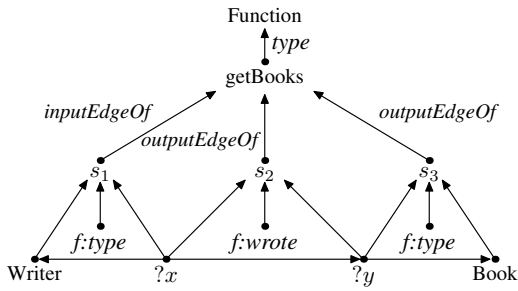 Function
type
getBooks
inputEdgeOf
outputEdgeOf
outputEdgeOf
s₁
s₂
s₃
f:type
f:wrote
f:type
Writer
?x
?y
Book